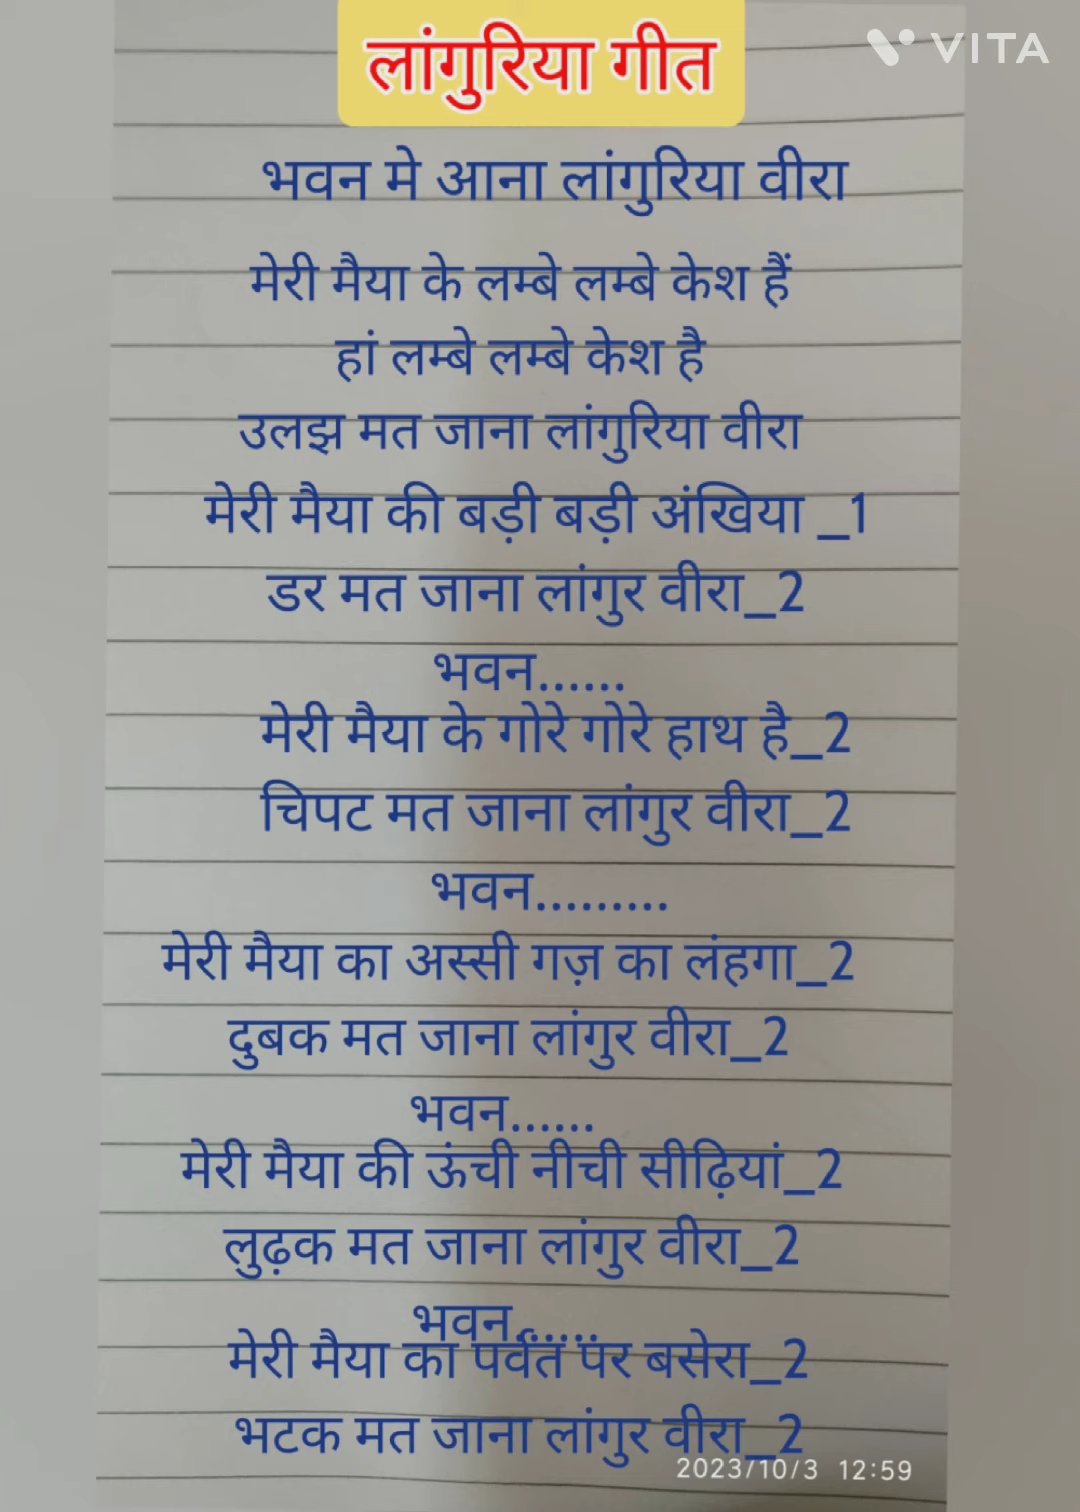 लांगुरिया गीत
VITA
भवन मे आना लांगुरिया वीरा
मेरी मैया के लम्बे लम्बे केश हैं
हां लम्बे लम्बे केश है
उलझ मत जाना लांगुरिया वीरा
मेरी मैया की बड़ी बड़ी अंखिया _1
डर मत जाना लांगुर वीरा_2
भवन......
मेरी मैया के गोरे गोरे हाथ है_2
चिपट मत जाना लांगुर वीरा_2
भवन.........
मेरी मैया का अस्सी गज़ का लंहगा_2
दुबक मत जाना लांगुर वीरा_2
भवन......
मेरी मैया की ऊंची नीची सीढ़ियां_2
लुढ़क मत जाना लांगुर वीरा_2
भवन......
मेरी मैया का पर्वत पर बसेरा_2
भटक मत जाना लांगुर वीरा_2
2023/10/3 12:59